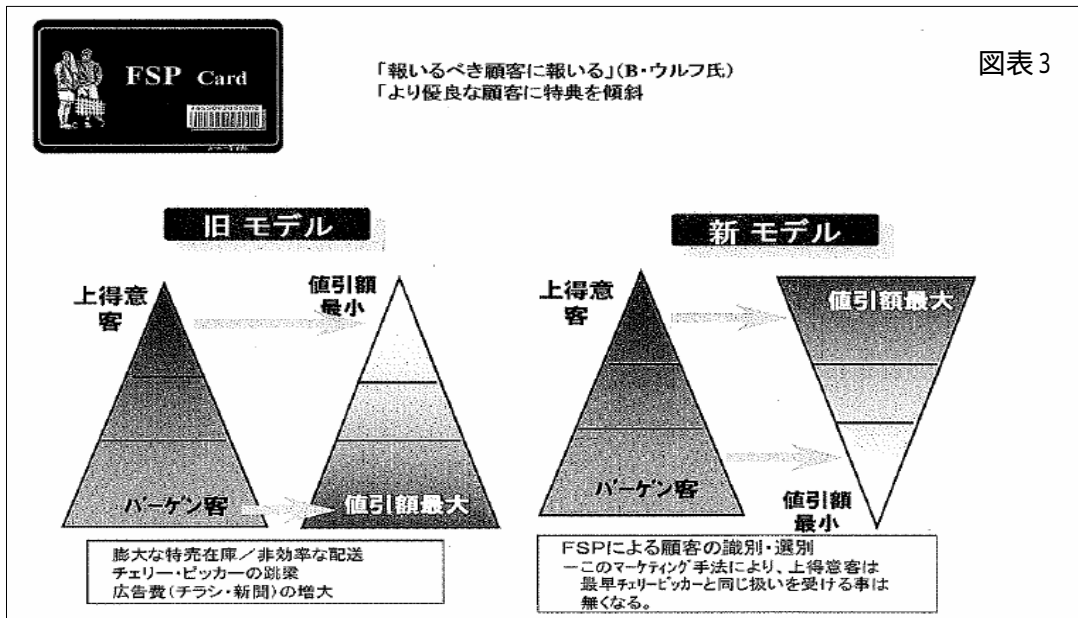 図表3
FSP Card
「報いるべき顧客に報いる」(B・ウルフ氏)
「より優良な顧客に特典を傾斜
旧 モデル
上得意
客
値引額
最小
バーゲン客
値引額最大
膨大な特売在庫／非効率な配送
チェリー・ピッカーの跳梁
広告費(チラシ・新聞)の増大
新 モデル
上得意
客
値引額最大
バーゲン客
値引額
最小
FSPによる顧客の識別・選別
－このマーケティング手法により、上得意客は
最早チェリーピッカーと同じ扱いを受ける事は
無くなる。